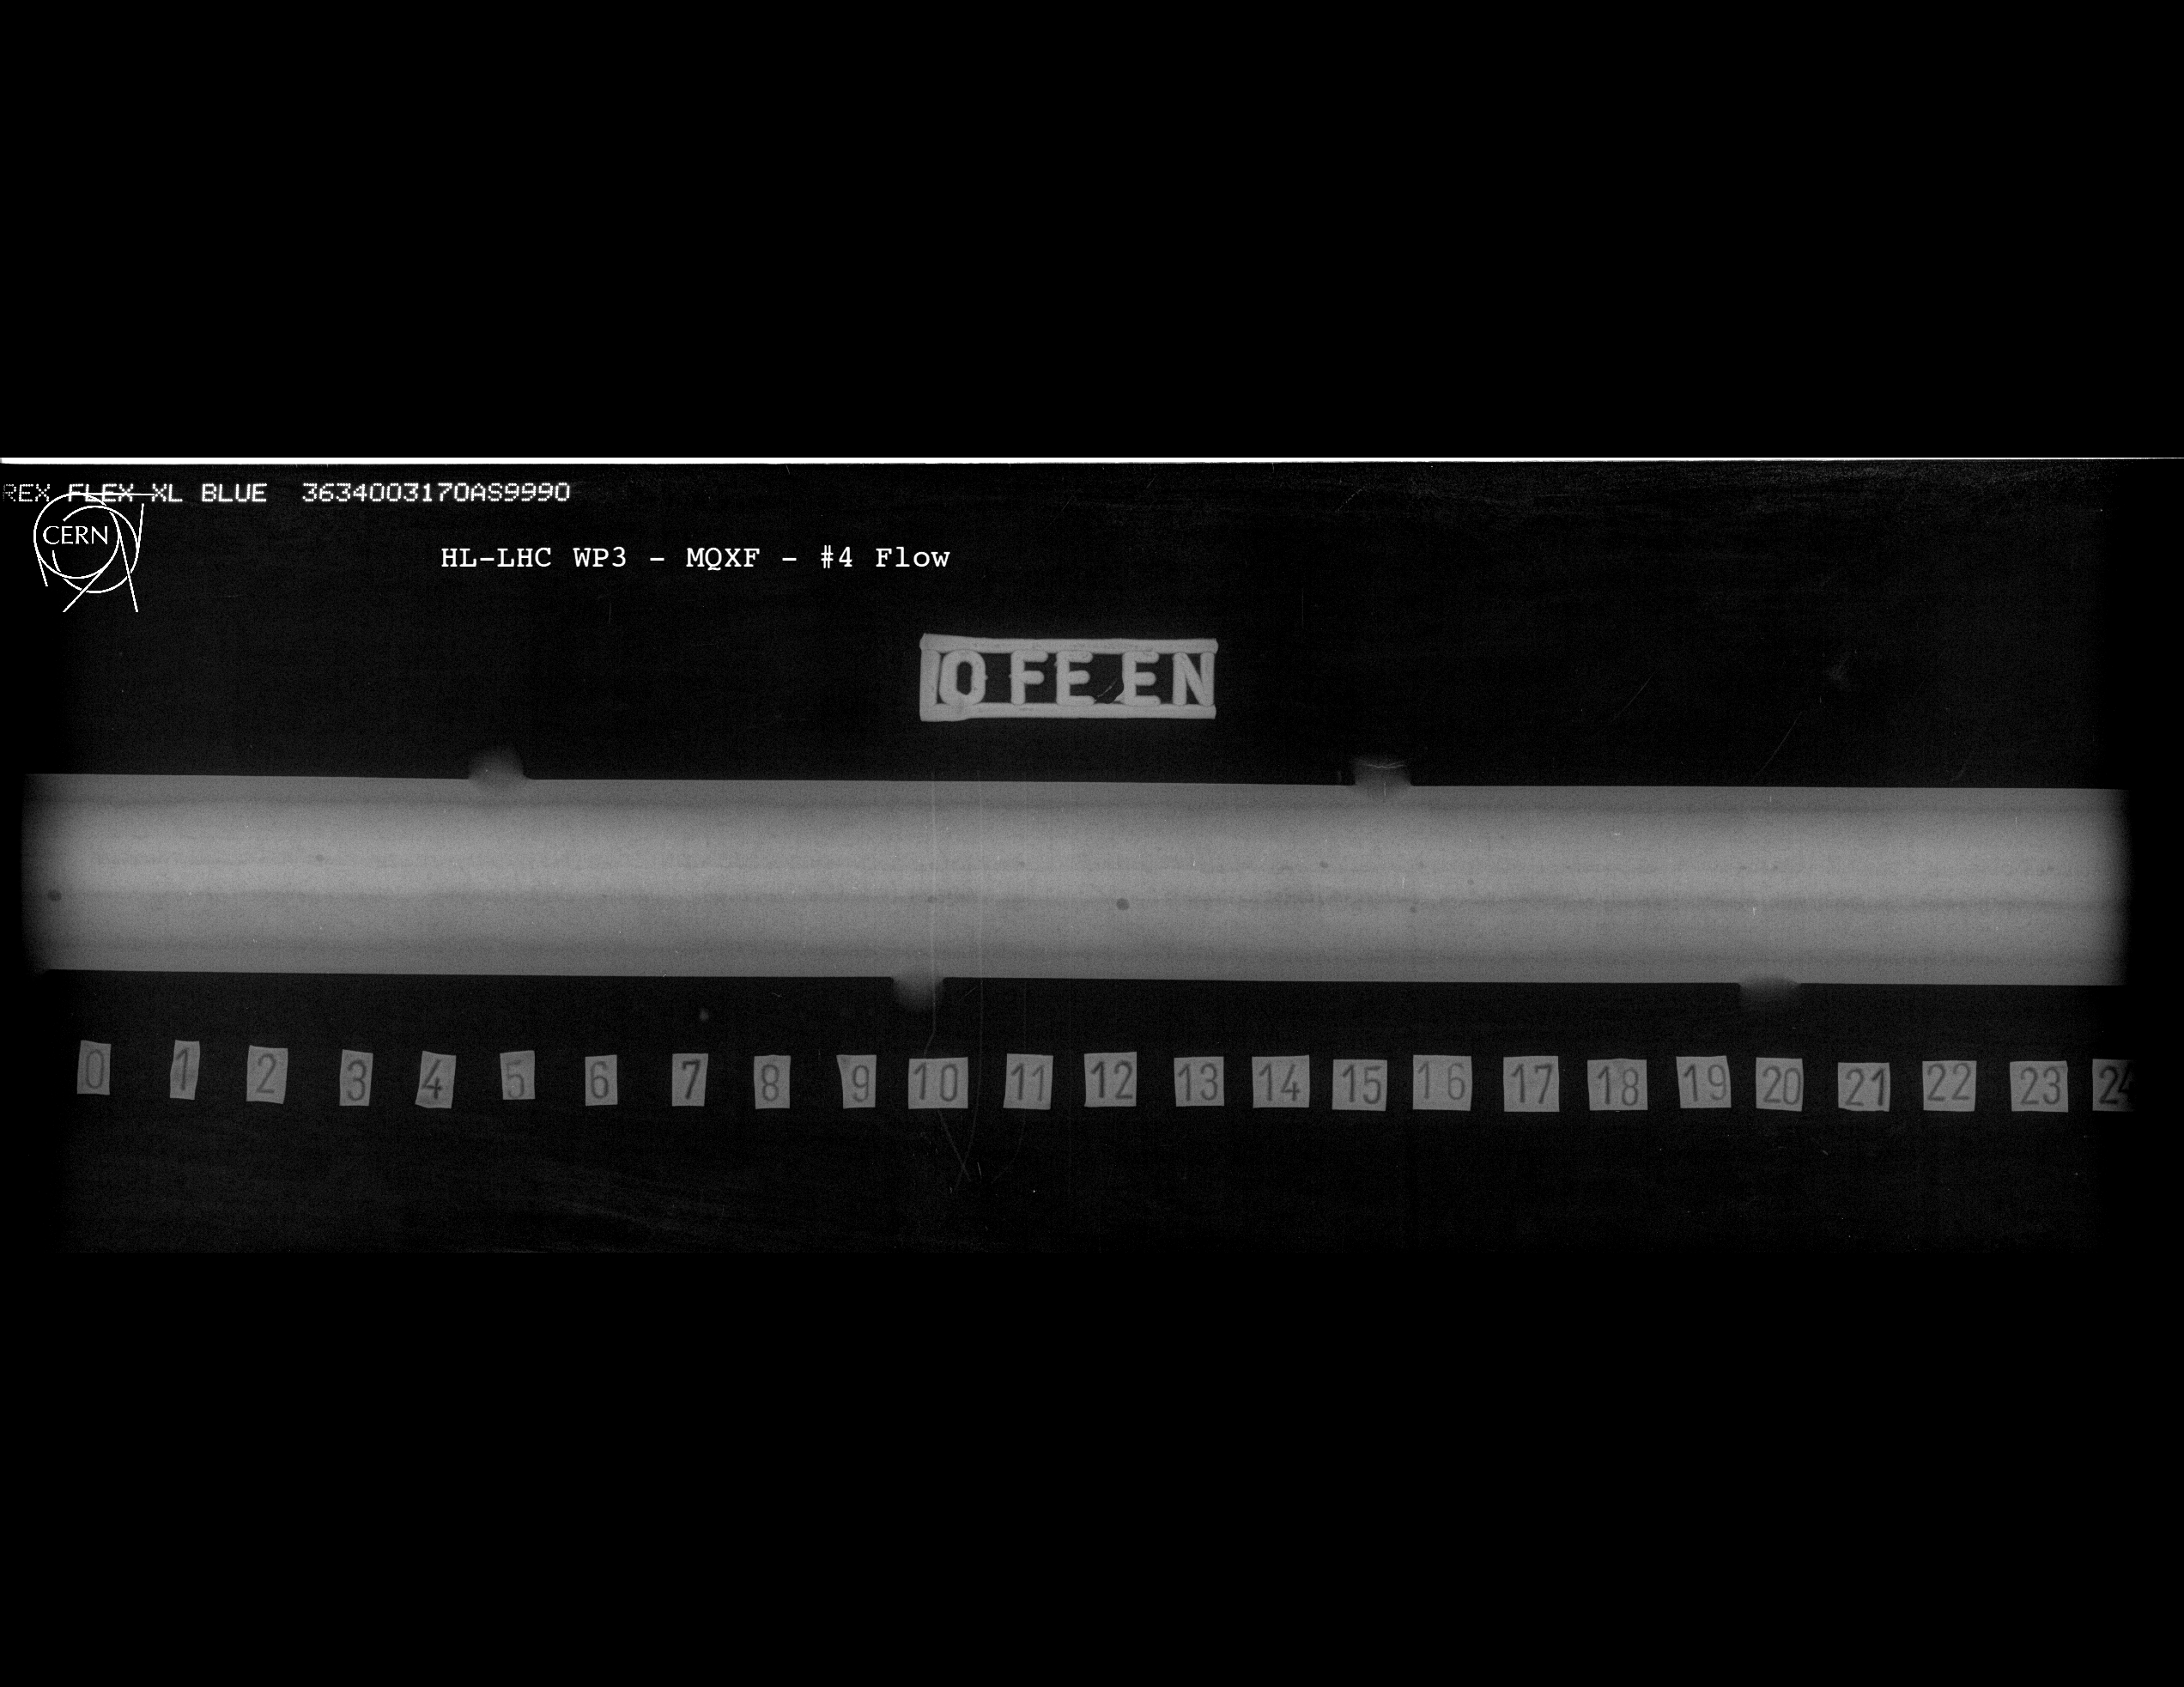 REX FLEX XL BLUE 3634003170AS9990
CERN
HL-LHC WP3 - MQXF - #4 Flow
0 FE EN
0 1 2 3 4 5 6 7 8 9 10 11 12 13 14 15 16 17 18 19 20 21 22 23 24